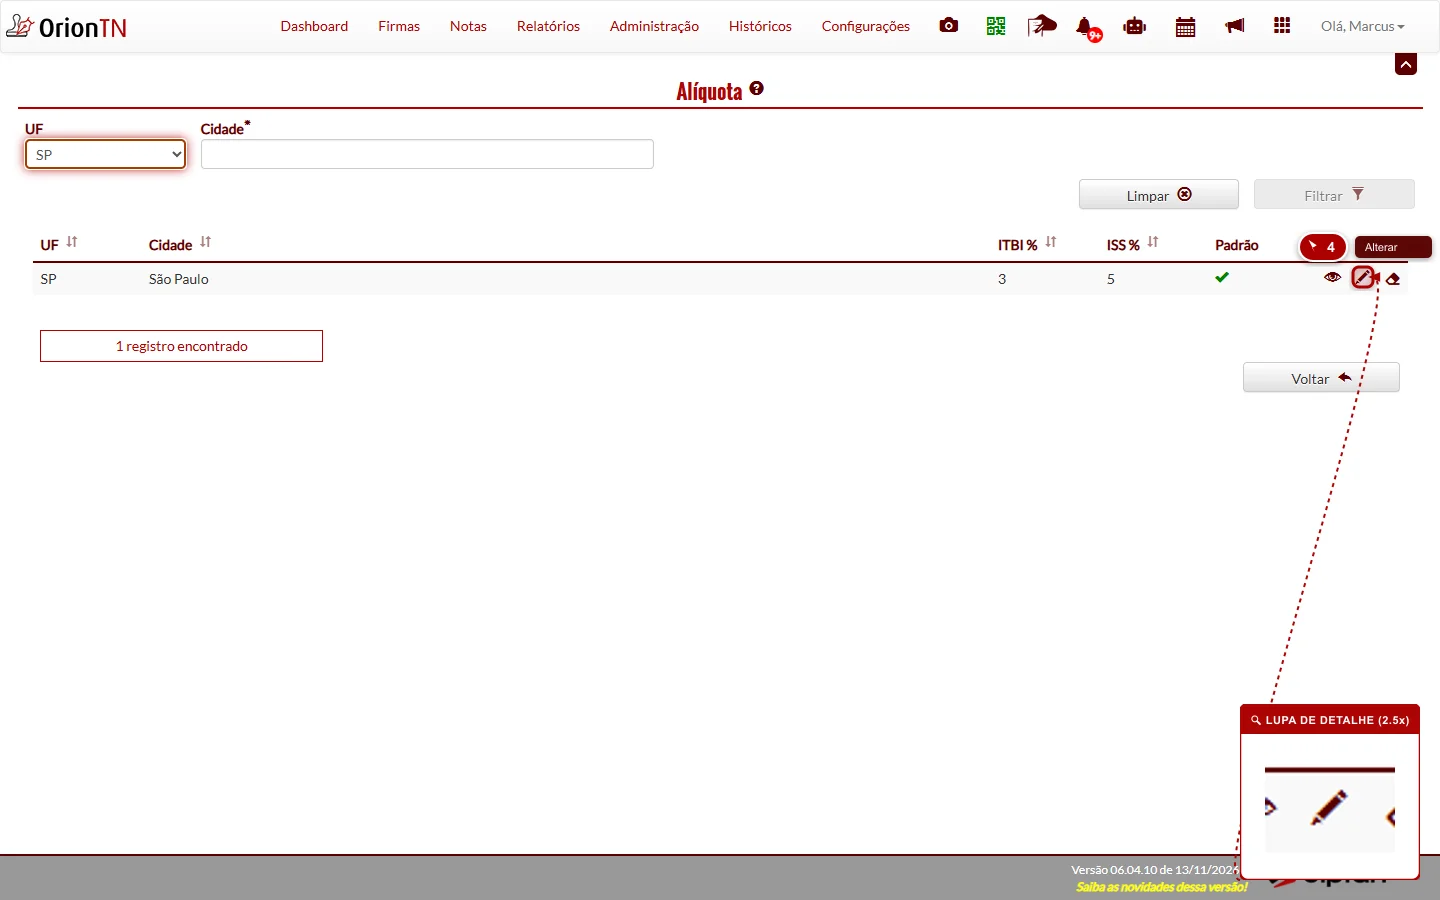 OrionTN
Dashboard Firmas Notas Relatórios Administração Históricos Configurações 9+ Olá, Marcus
Alíquota ?
UF Cidade*
SP
Limpar Filtrar
UF Cidade ITBI % ISS % Padrão 4 Alterar
SP São Paulo 3 5
1 registro encontrado
Voltar
LUPA DE DETALHE (2.5x)
Versão 06.04.10 de 13/11/202
Saiba as novidades dessa versão!